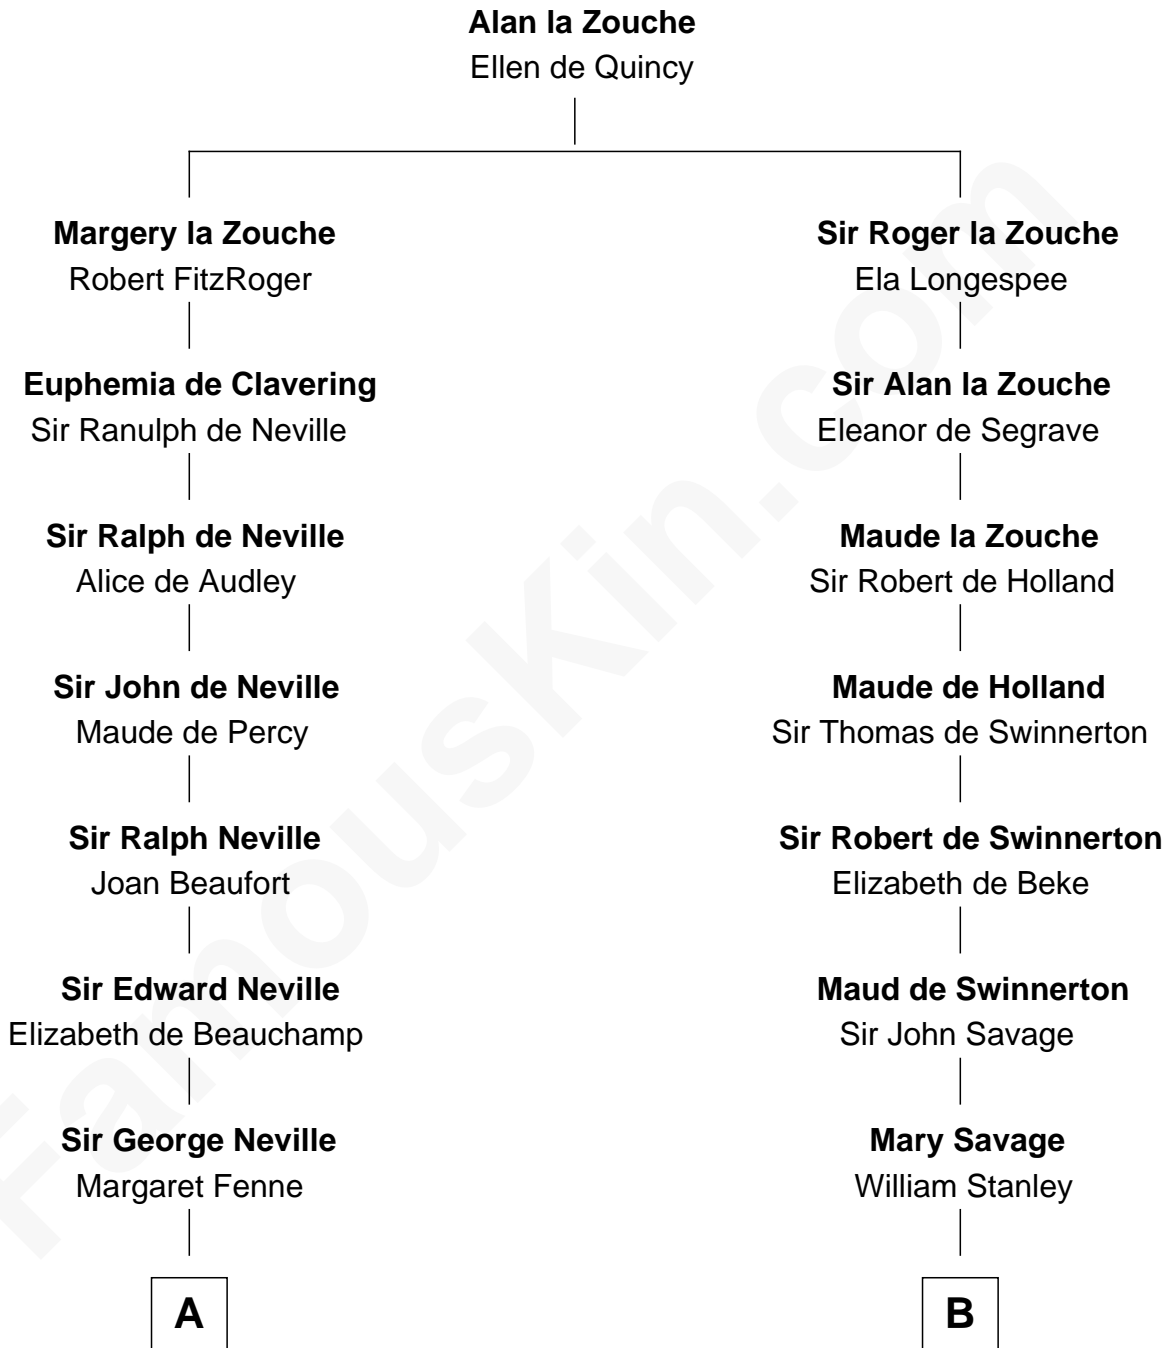 Alan la Zouche
Ellen de Quincy
Margery la Zouche
Robert FitzRoger
Sir Roger la Zouche
Ela Longespee
Euphemia de Clavering
Sir Ranulph de Neville
Sir Alan la Zouche
Eleanor de Segrave
Sir Ralph de Neville
Alice de Audley
Maude la Zouche
Sir Robert de Holland
Sir John de Neville
Maude de Percy
Maude de Holland
Sir Thomas de Swinnerton
Sir Ralph Neville
Joan Beaufort
Sir Robert de Swinnerton
Elizabeth de Beke
Sir Edward Neville
Elizabeth de Beauchamp
Maud de Swinnerton
Sir John Savage
Sir George Neville
Margaret Fenne
Mary Savage
William Stanley
A
B
FamousKin.com